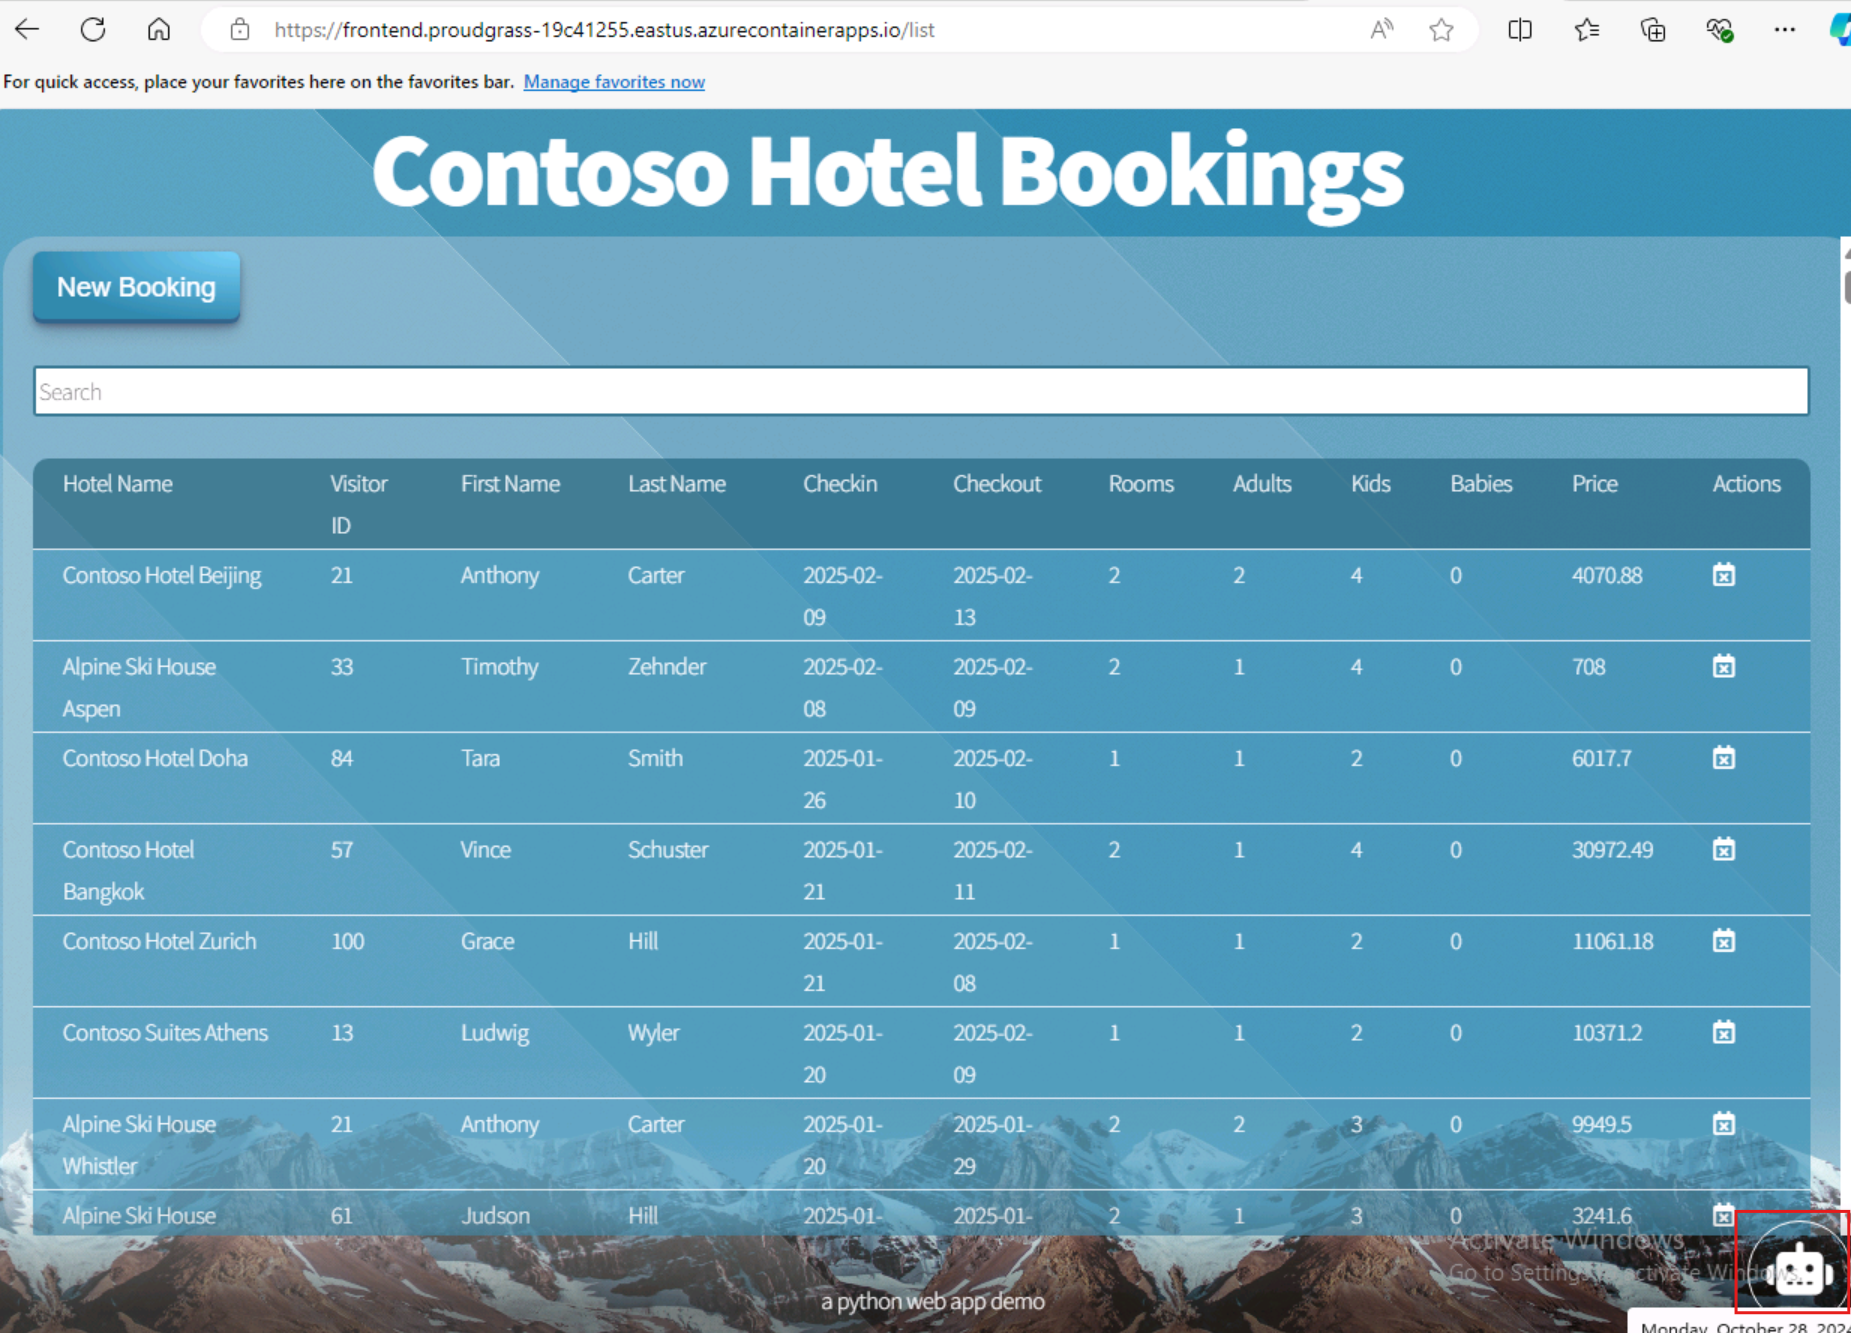 https://frontend.proudgrass-19c41255.eastus.azurecontainerapps.io/list
For quick access, place your favorites here on the favorites bar. Manage favorites now
Contoso Hotel Bookings
New Booking
Search
Hotel Name Visitor ID First Name Last Name Checkin Checkout Rooms Adults Kids Babies Price Actions
Contoso Hotel Beijing 21 Anthony Carter 2025-02-09 2025-02-13 2 2 4 0 4070.88
Alpine Ski House Aspen 33 Timothy Zehnder 2025-02-08 2025-02-09 2 1 4 0 708
Contoso Hotel Doha 84 Tara Smith 2025-01-26 2025-02-10 1 1 2 0 6017.7
Contoso Hotel Bangkok 57 Vince Schuster 2025-01-21 2025-02-11 2 1 4 0 30972.49
Contoso Hotel Zurich 100 Grace Hill 2025-01-21 2025-02-08 1 1 2 0 11061.18
Contoso Suites Athens 13 Ludwig Wyler 2025-01-20 2025-02-09 1 1 2 0 10371.2
Alpine Ski House Whistler 21 Anthony Carter 2025-01-20 2025-01-29 2 2 3 0 9949.5
Alpine Ski House 61 Judson Hill 2025-01- 2025-01- 2 1 3 0 3241.6
Activate Windows
Go to Settings to activate Windows.
a python web app demo
Monday, October 28, 2024